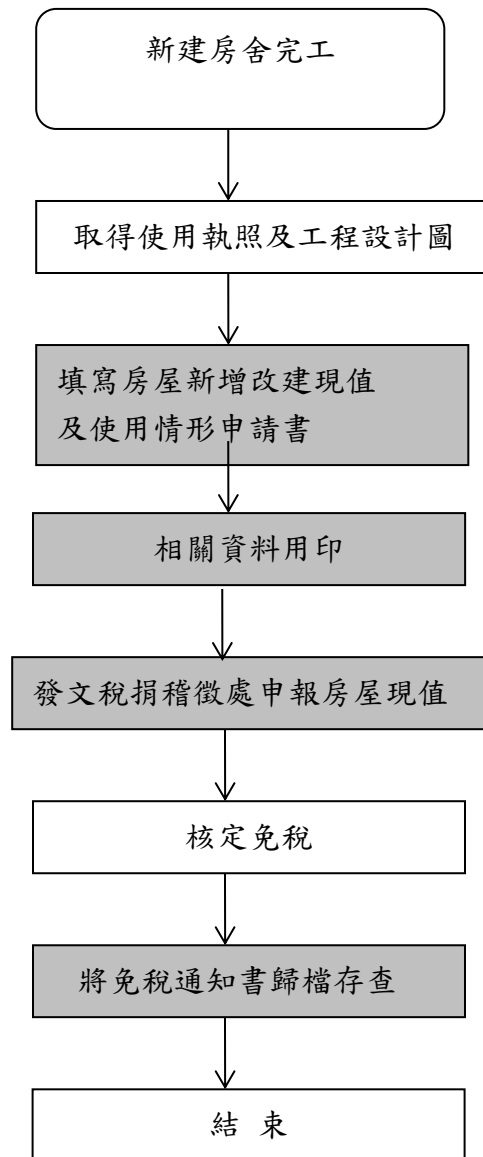 新建房舍完工
取得使用執照及工程設計圖
填寫房屋新增改建現值
及使用情形申請書
相關資料用印
發文稅捐稽徵處申報房屋現值
核定免稅
將免稅通知書歸檔存查
結 束